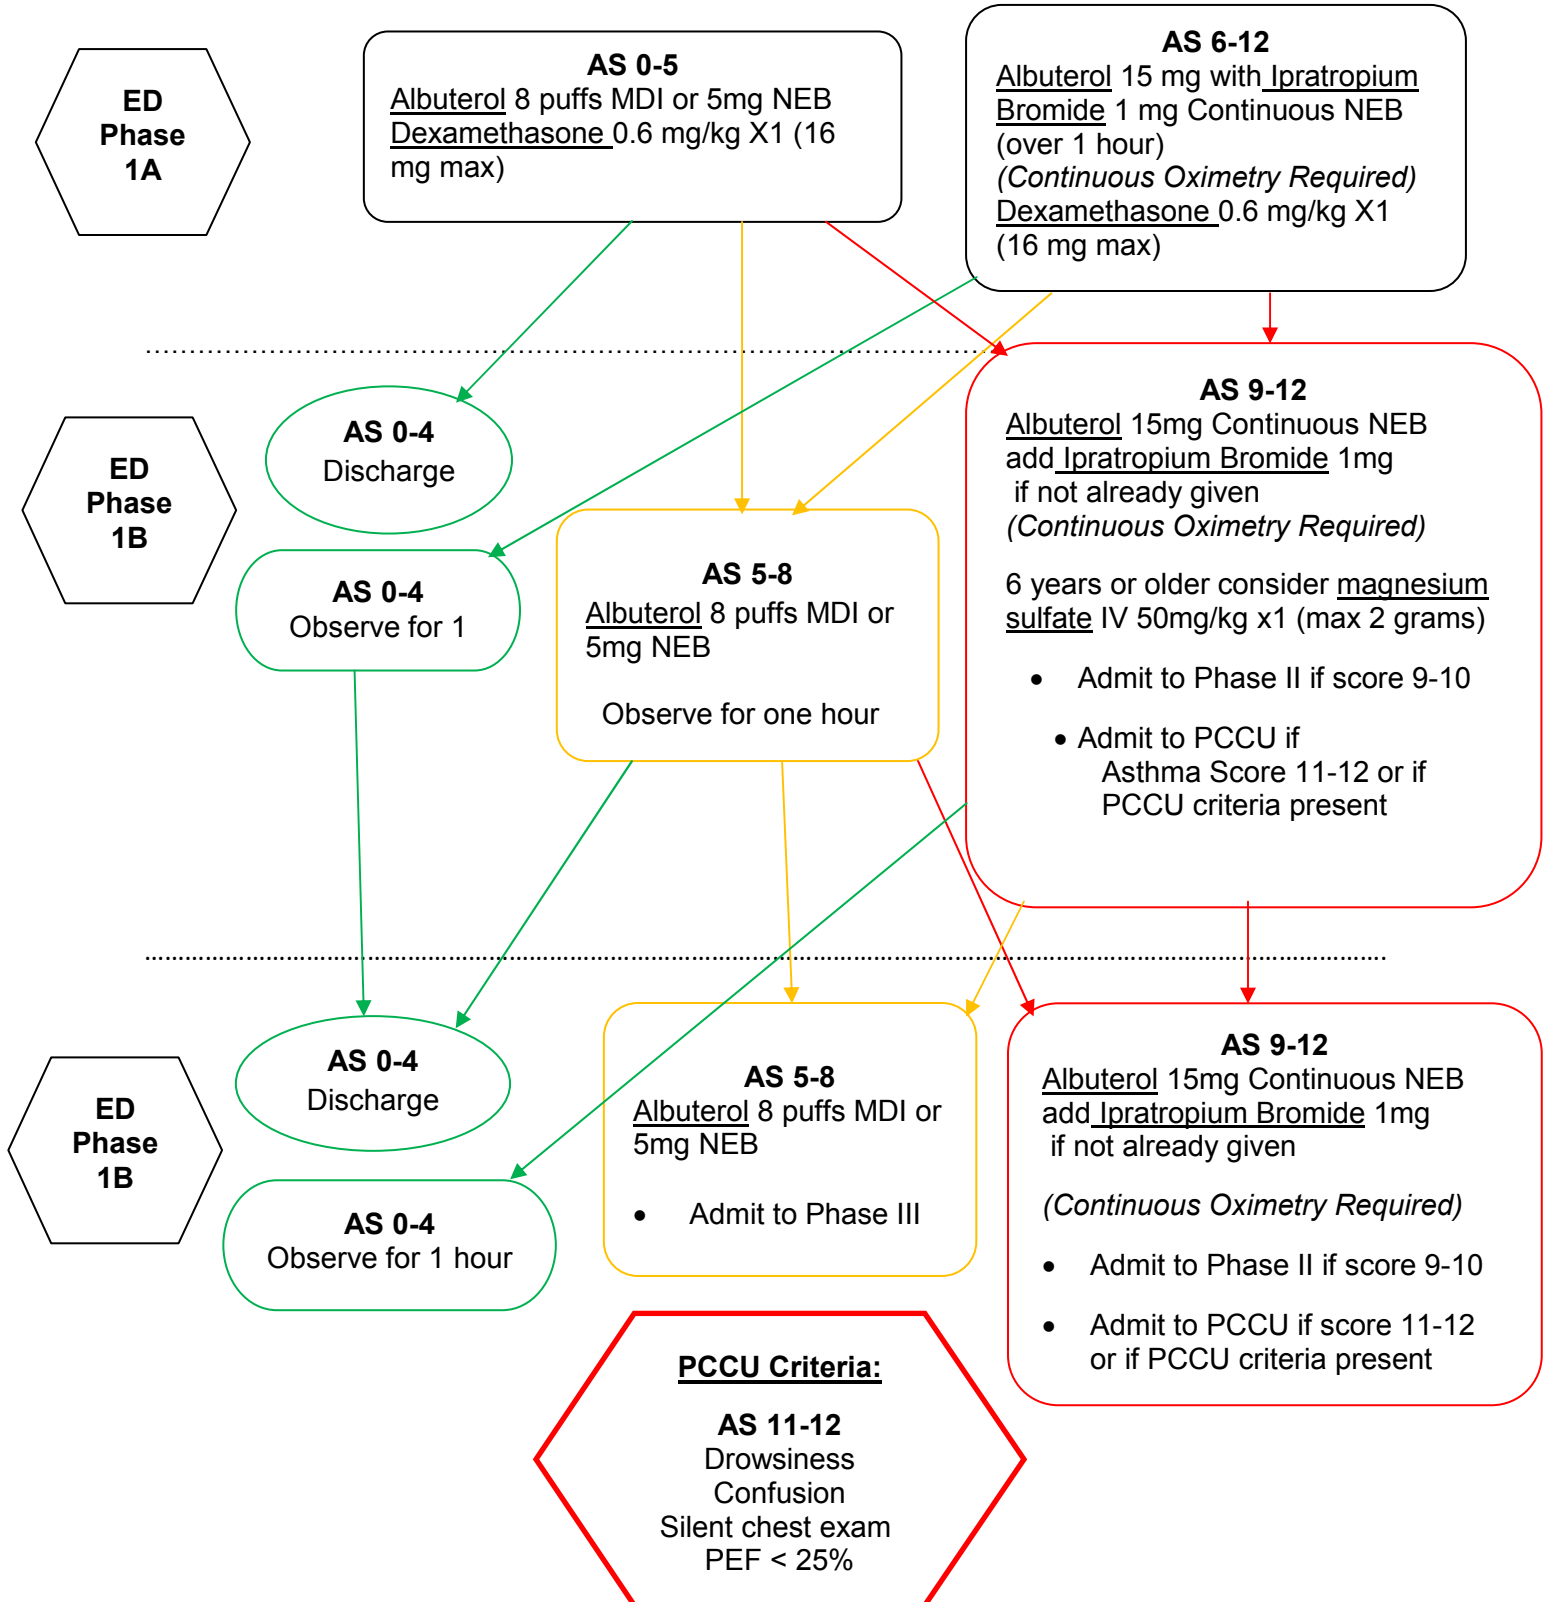 ED
Phase
1A
AS 0-5
Albuterol 8 puffs MDI or 5mg NEB
Dexamethasone 0.6 mg/kg X1 (16
mg max)
AS 6-12
Albuterol 15 mg with Ipratropium
Bromide 1 mg Continuous NEB
(over 1 hour)
(Continuous Oximetry Required)
Dexamethasone 0.6 mg/kg X1
(16 mg max)
ED
Phase
1B
AS 0-4
Discharge
AS 0-4
Observe for 1
AS 5-8
Albuterol 8 puffs MDI or
5mg NEB
Observe for one hour
AS 9-12
Albuterol 15mg Continuous NEB
add Ipratropium Bromide 1mg
if not already given
(Continuous Oximetry Required)
6 years or older consider magnesium
sulfate IV 50mg/kg x1 (max 2 grams)
• Admit to Phase II if score 9-10
• Admit to PCCU if
Asthma Score 11-12 or if
PCCU criteria present
ED
Phase
1B
AS 0-4
Discharge
AS 0-4
Observe for 1 hour
AS 5-8
Albuterol 8 puffs MDI or
5mg NEB
• Admit to Phase III
AS 9-12
Albuterol 15mg Continuous NEB
add Ipratropium Bromide 1mg
if not already given
(Continuous Oximetry Required)
• Admit to Phase II if score 9-10
• Admit to PCCU if score 11-12
or if PCCU criteria present
PCCU Criteria:
AS 11-12
Drowsiness
Confusion
Silent chest exam
PEF < 25%